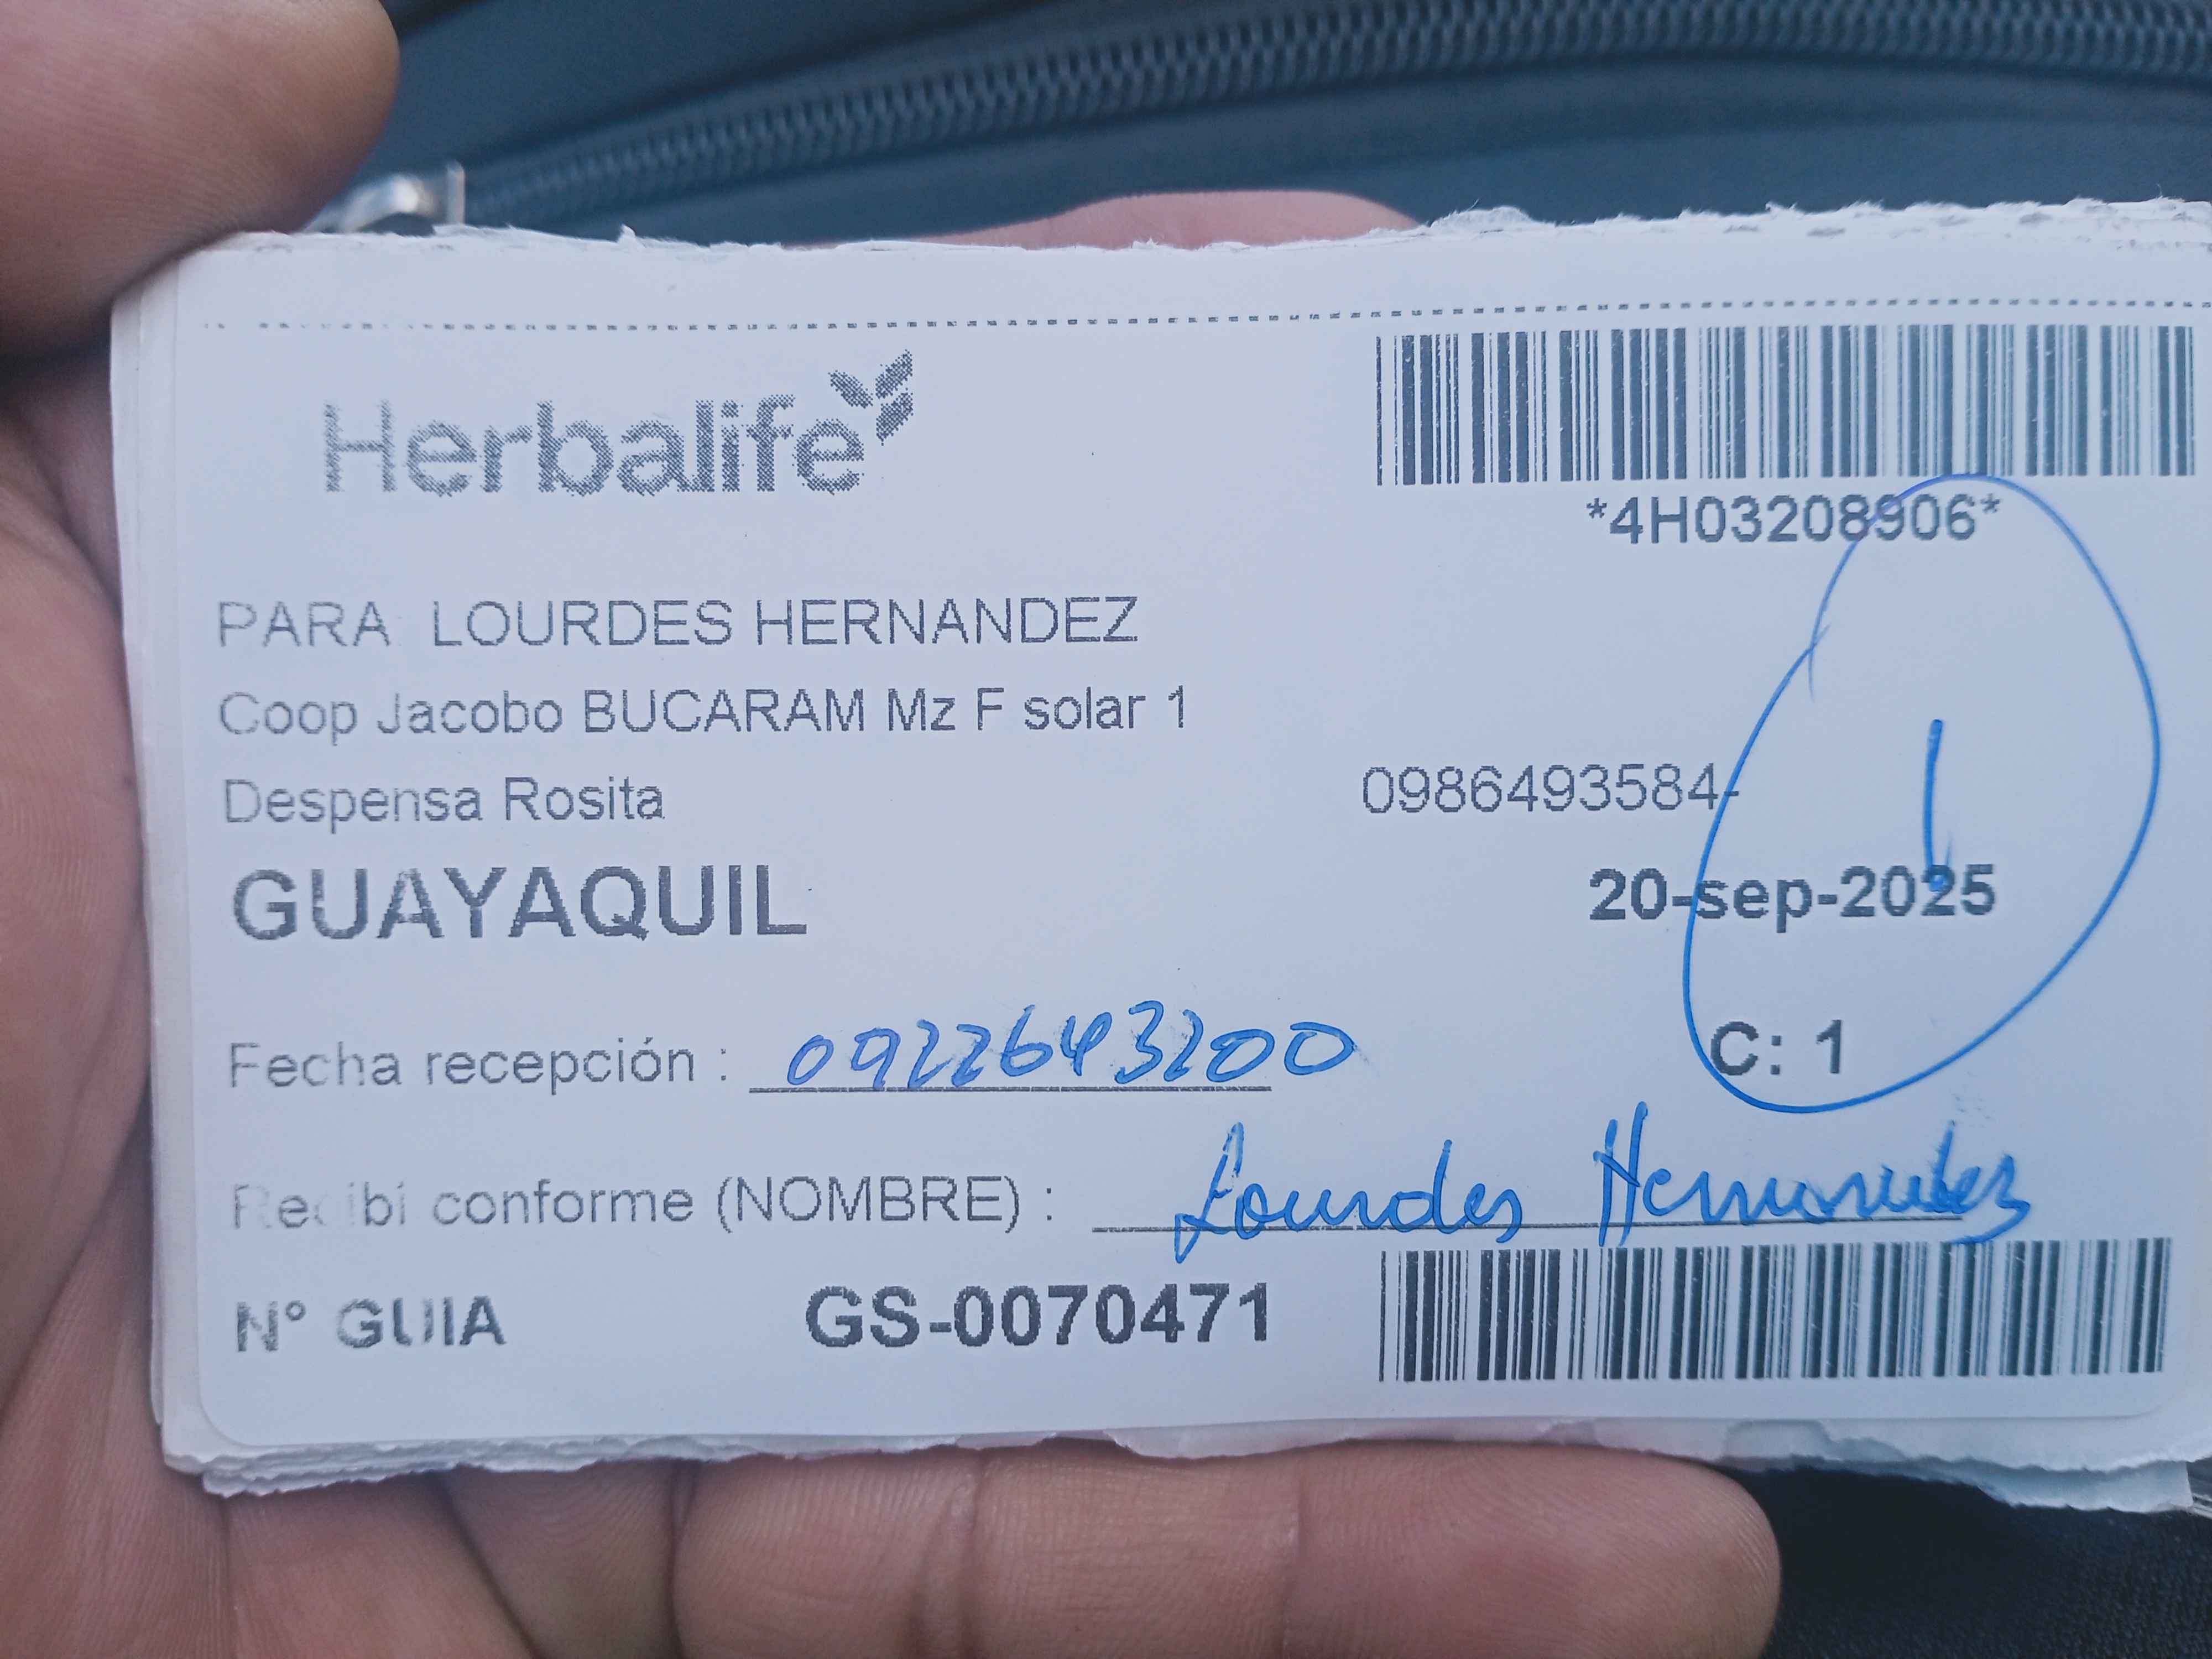 Herbalife
*4H03208906*
PARA LOURDES HERNANDEZ
Coop Jacobo BUCARAM Mz F solar 1
Despensa Rosita
0986493584-
GUAYAQUIL
20-sep-2025
1
C: 1
Fecha recepción : 0922643200
Recibí conforme (NOMBRE) : Lourdes Hernandez
N° GUIA GS-0070471